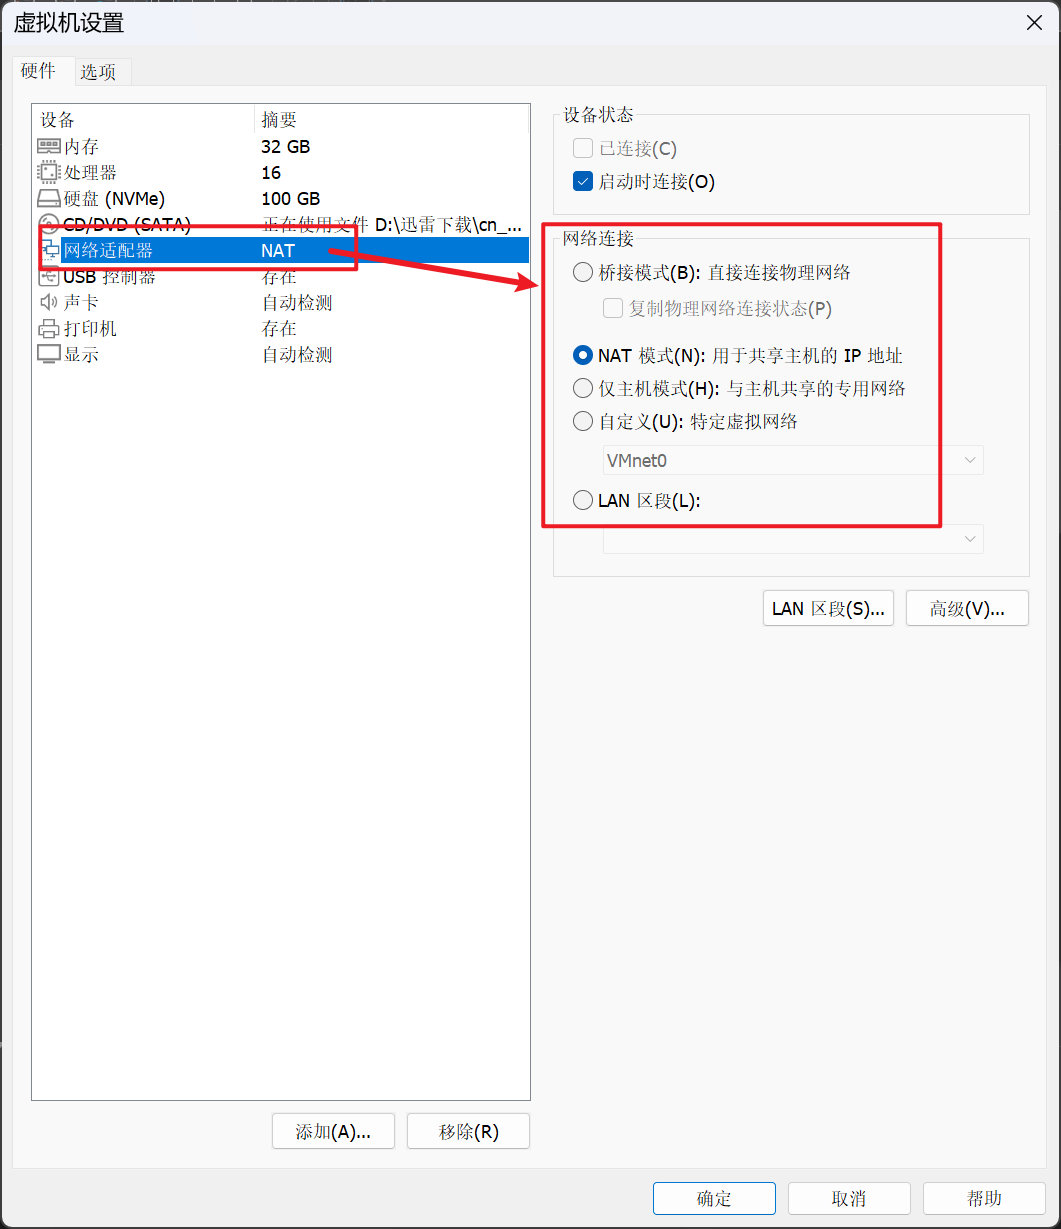 虚拟机设置
硬件 选项
设备 摘要
内存 32 GB
处理器 16
硬盘 (NVMe) 100 GB
CD/DVD (SATA) 正在使用文件 D:\迅雷下载\cn_...
网络适配器 NAT
USB 控制器 存在
声卡 自动检测
打印机 存在
显示 自动检测
添加(A)... 移除(R)
设备状态
已连接(C)
启动时连接(O)
网络连接
桥接模式(B): 直接连接物理网络
复制物理网络连接状态(P)
NAT 模式(N): 用于共享主机的 IP 地址
仅主机模式(H): 与主机共享的专用网络
自定义(U): 特定虚拟网络
VMnet0
LAN 区段(L):
LAN 区段(S)... 高级(V)...
确定 取消 帮助